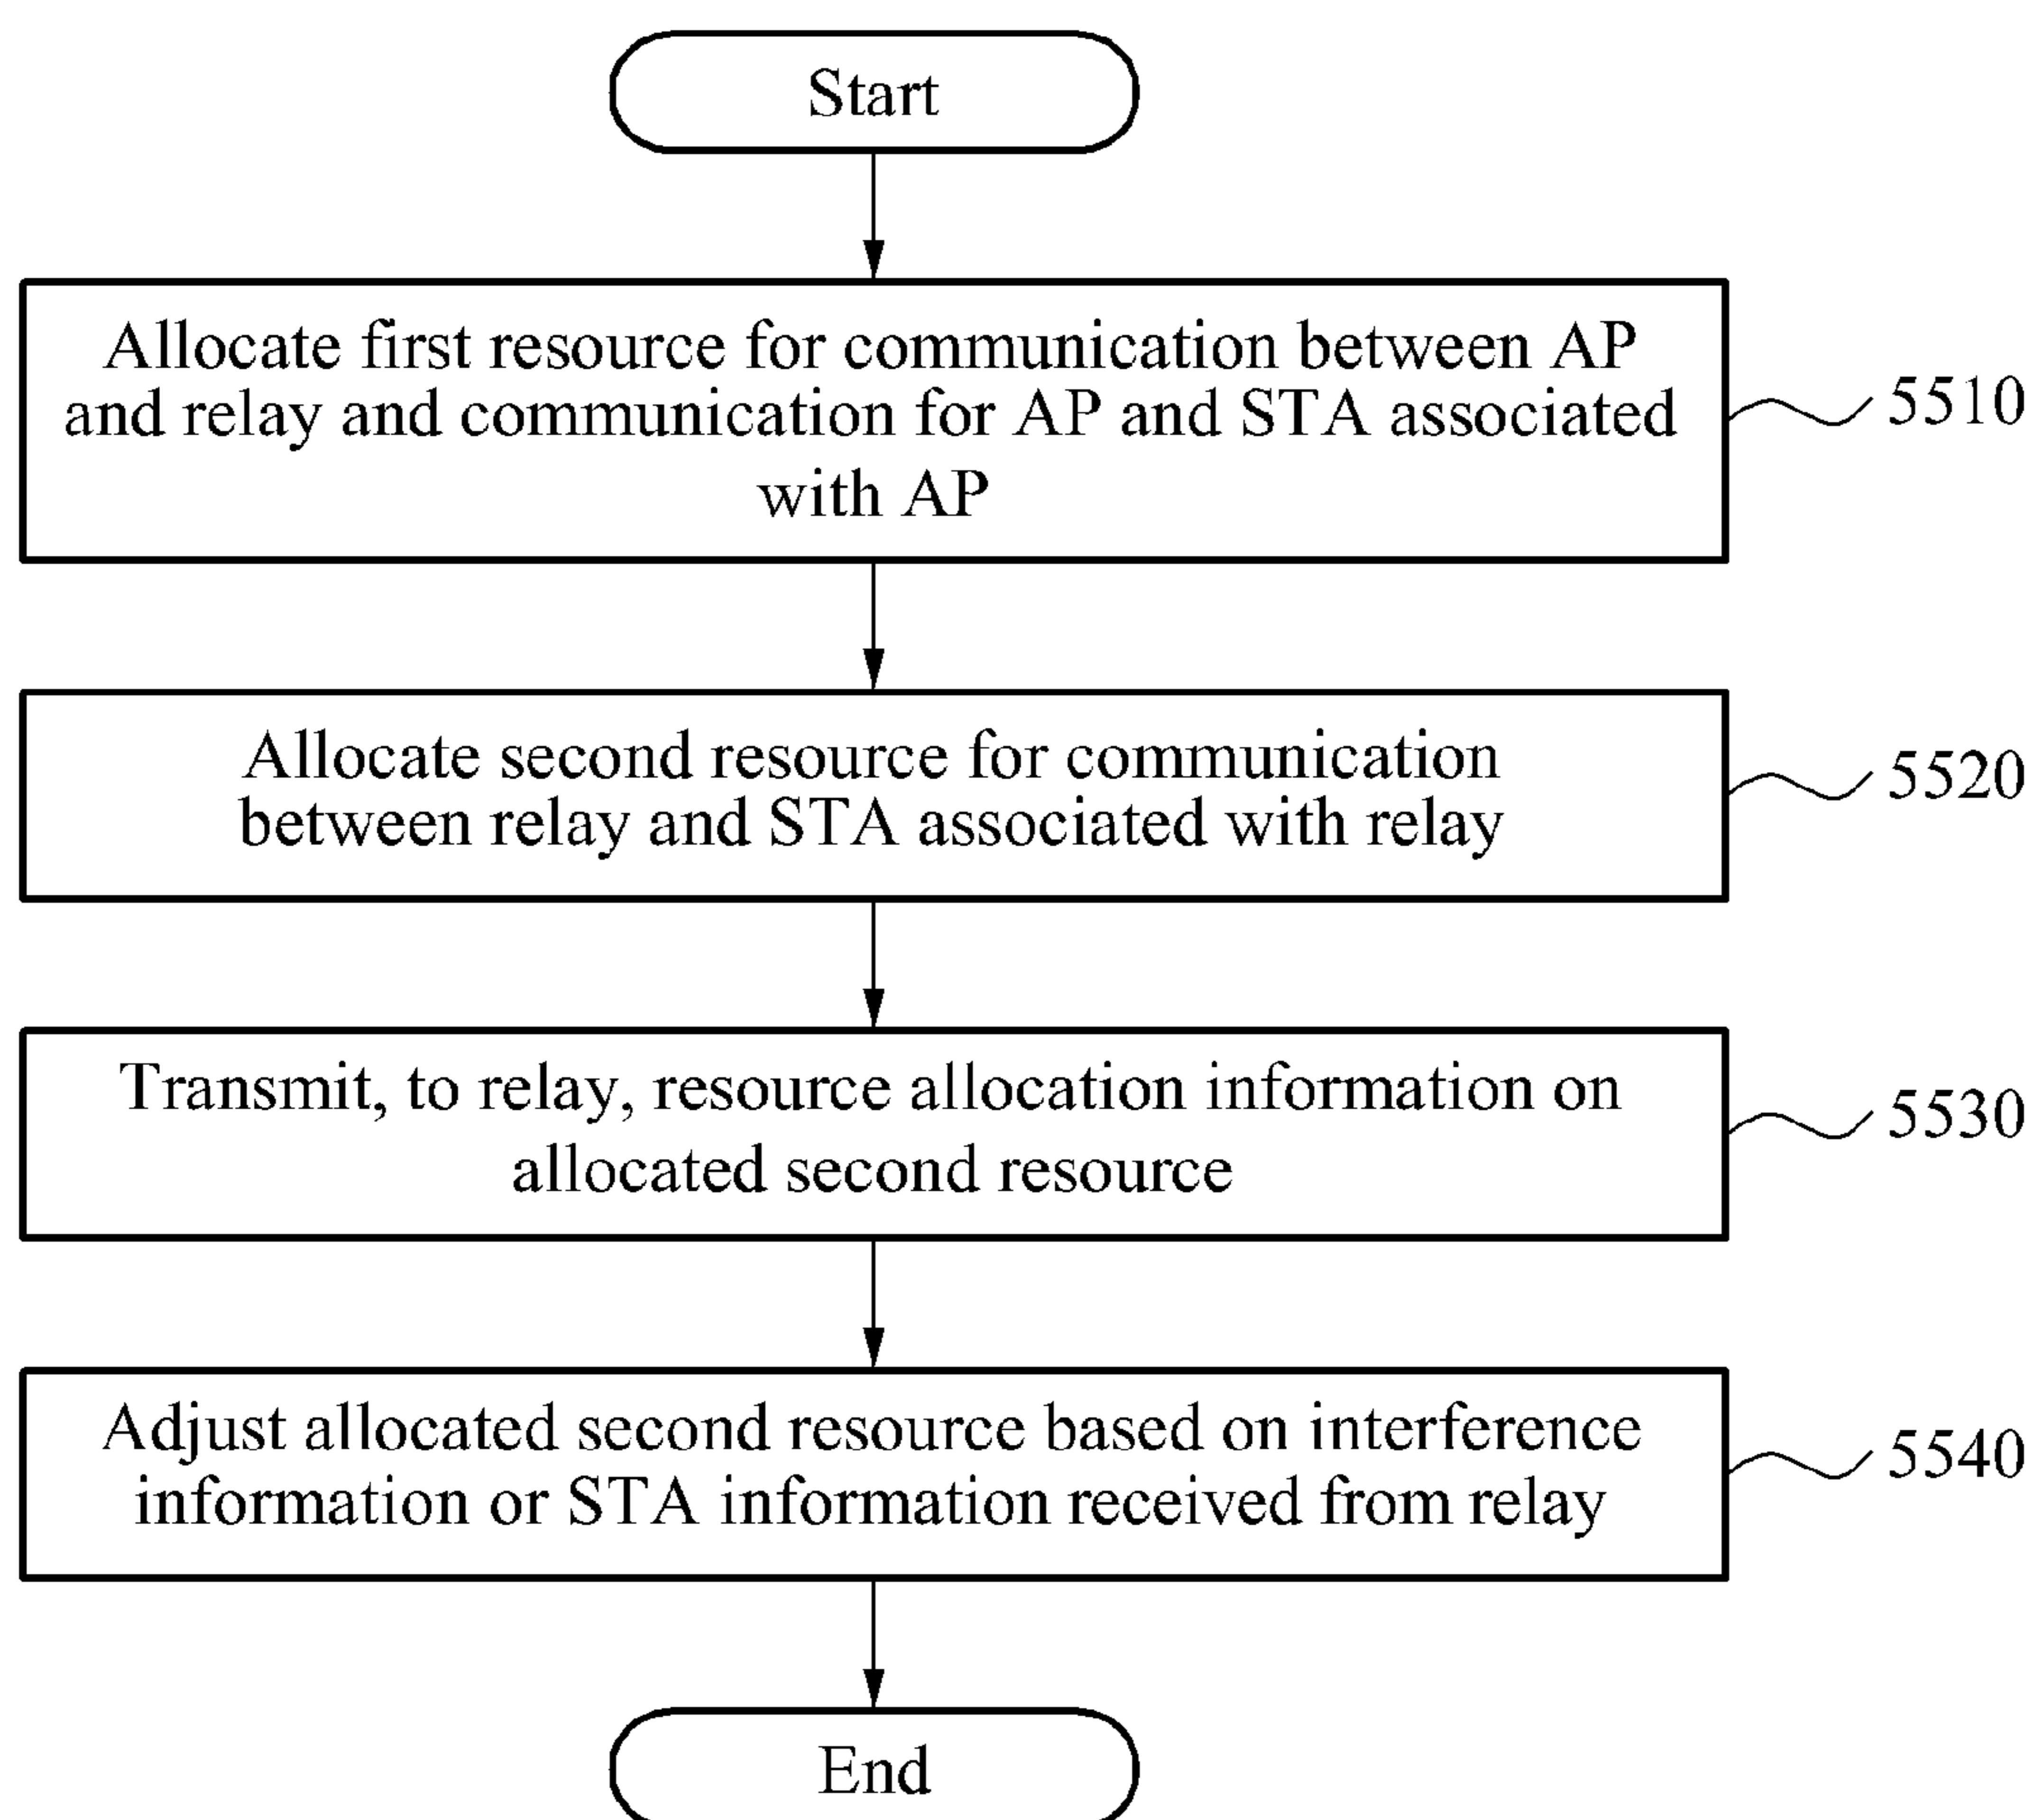 Start
Allocate first resource for communication between AP
and relay and communication for AP and STA associated
with AP
5510
Allocate second resource for communication
between relay and STA associated with relay
5520
Transmit, to relay, resource allocation information on
allocated second resource
5530
Adjust allocated second resource based on interference
information or STA information received from relay
5540
End